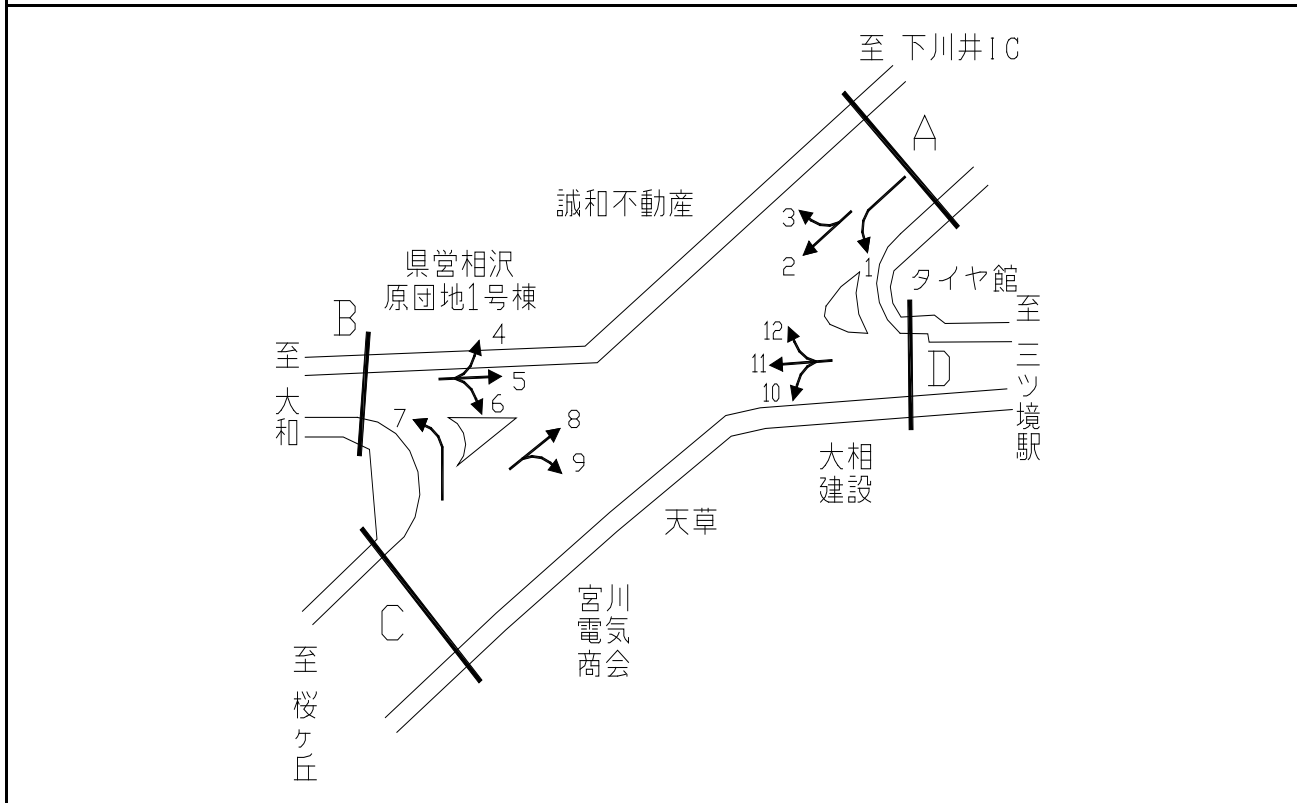 至 下川井IC
A
誠和不動産
3
2
1
県営相沢
原団地1号棟
タイヤ館
B
4
至 大和
5
6
7
8
9
12
11
10
D
至 三ツ境駅
大相
建設
天草
宮川
電気
商会
C
至 桜ヶ丘